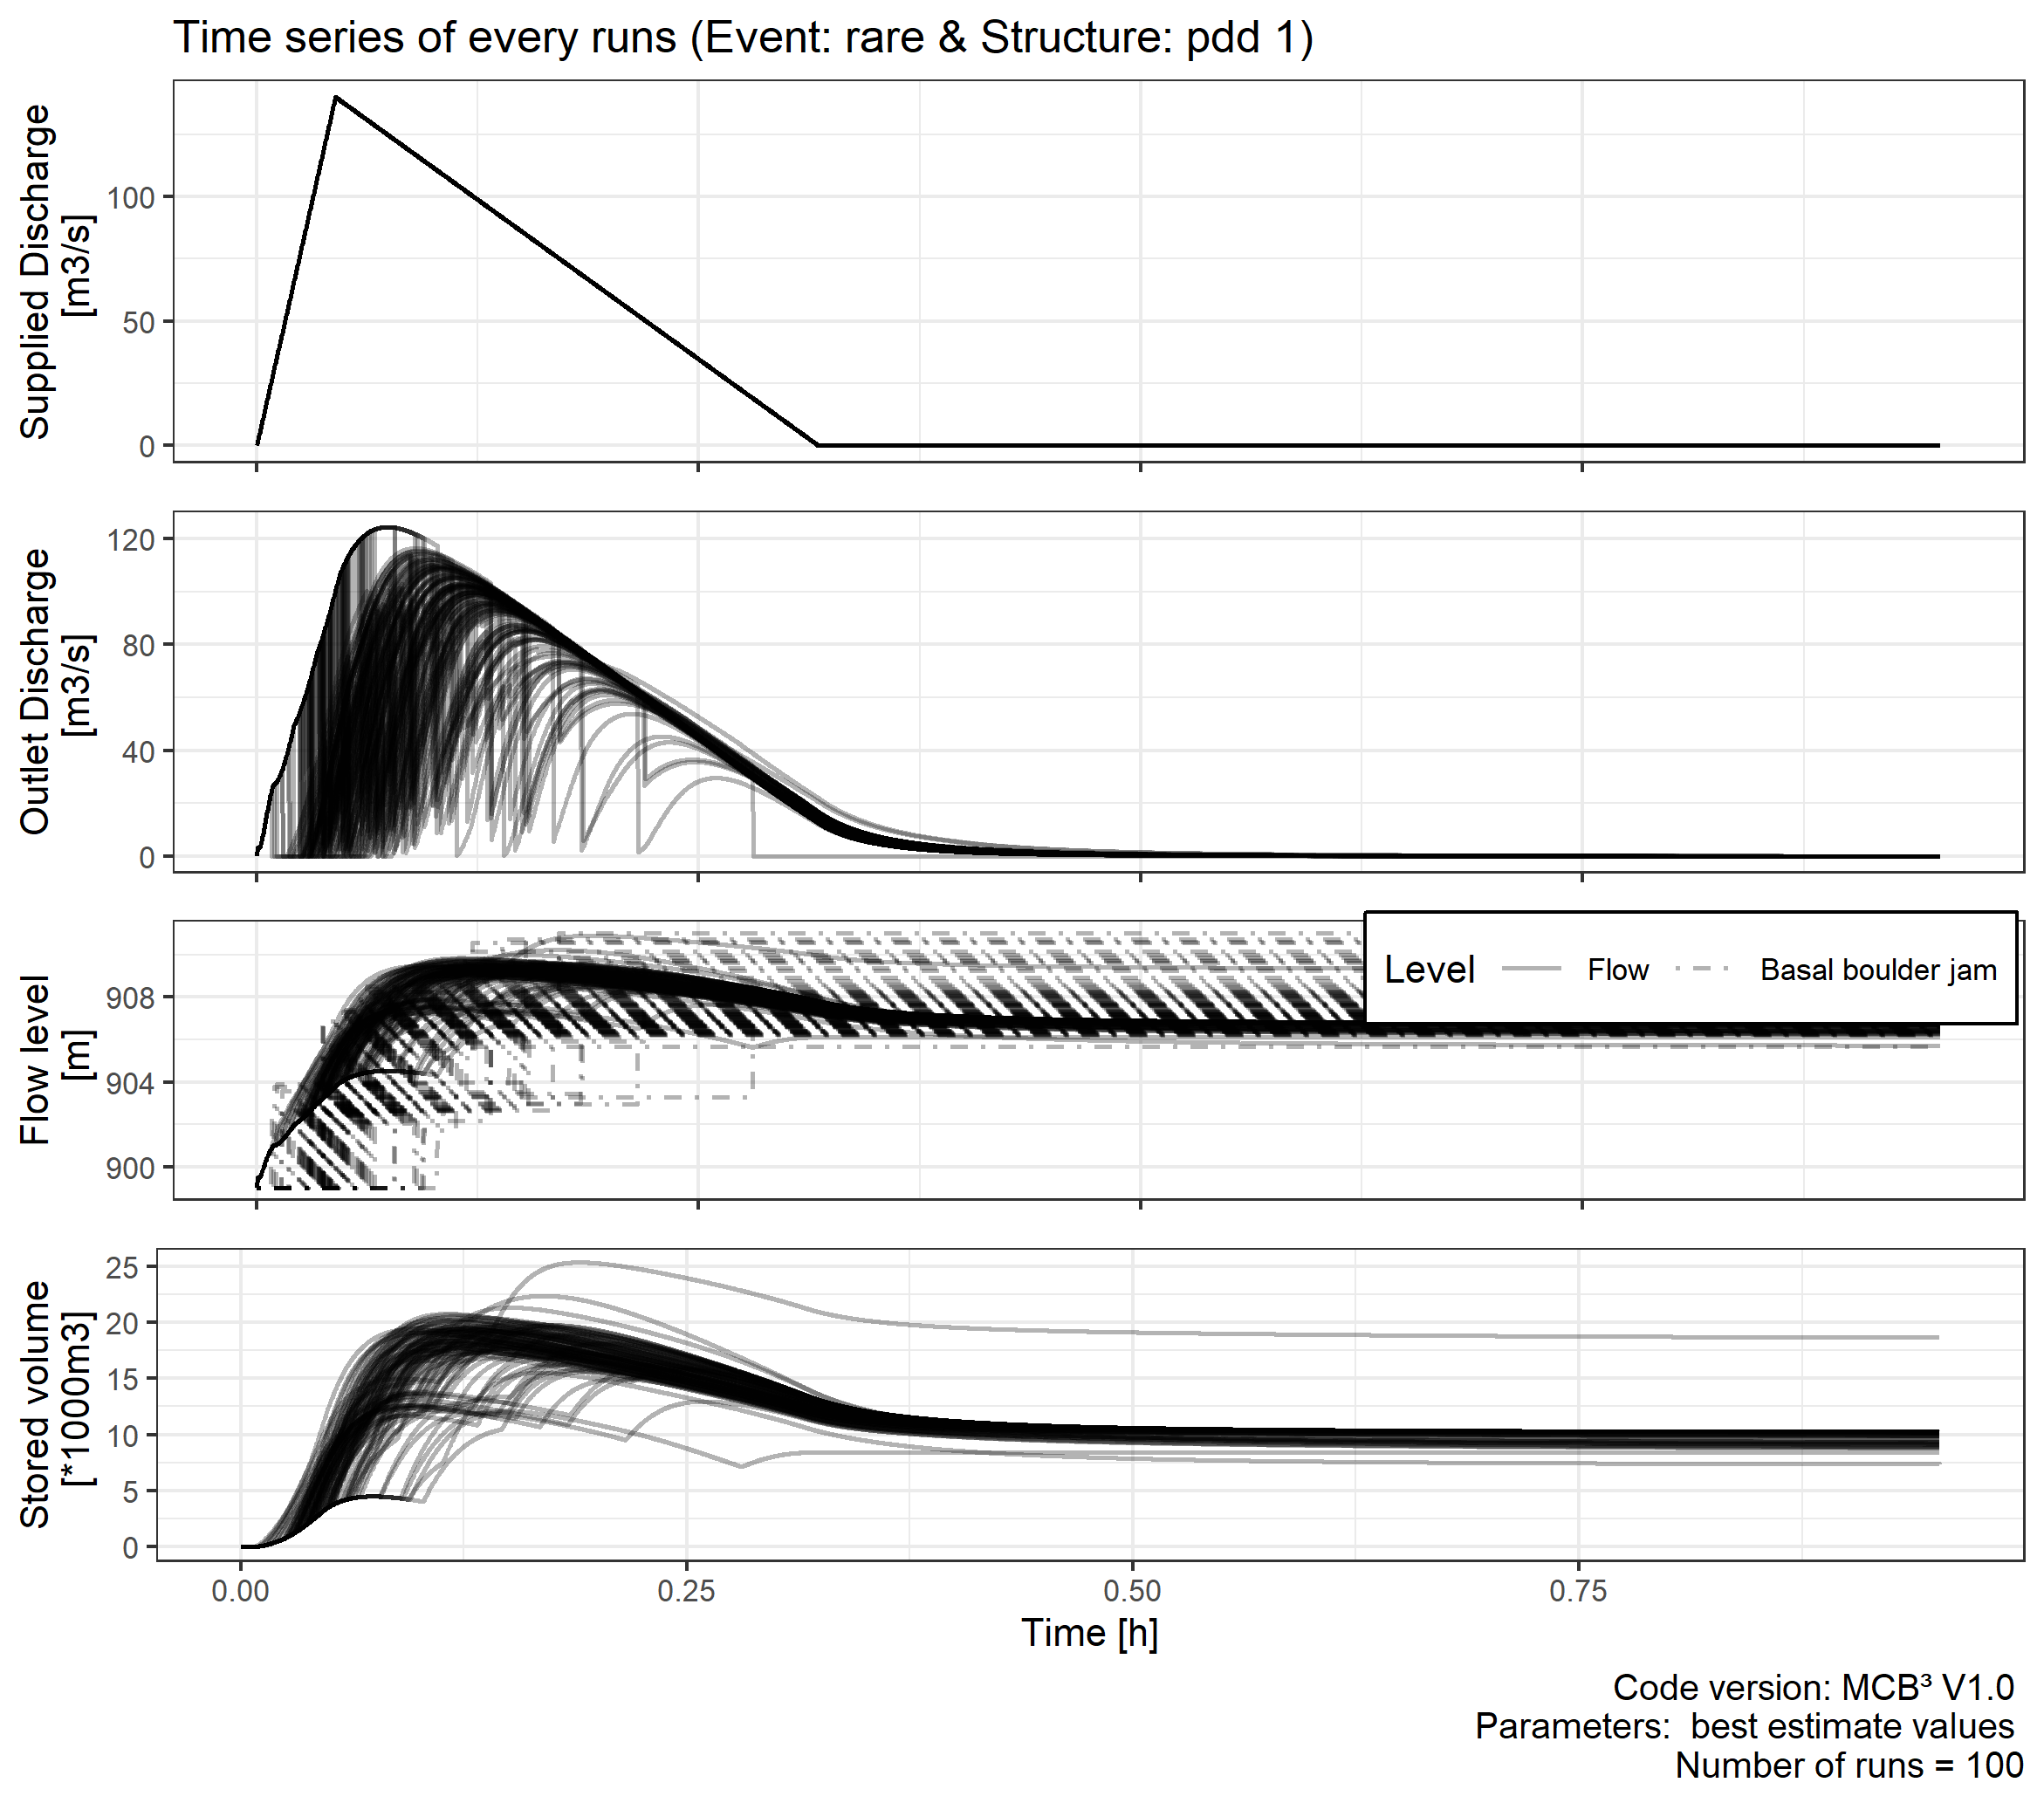 Time series of every runs (Event: rare & Structure: pdd 1)
Supplied Discharge
[m3/s]
100
50
0
Outlet Discharge
[m3/s]
120
80
40
0
Flow level
[m]
908
904
900
Level Flow Basal boulder jam
Stored volume
[*1000m3]
25
20
15
10
5
0
0.00 0.25 0.50 0.75
Time [h]
Code version: MCB³ V1.0
Parameters:  best estimate values
Number of runs = 100